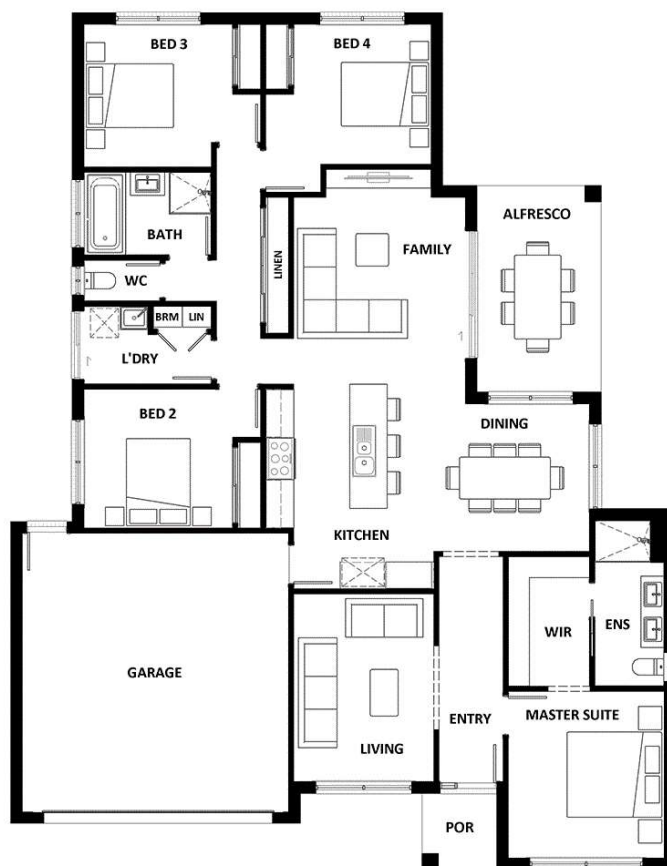 BED 3
BED 4
ALFRESCO
BATH
FAMILY
LINEN
WC
BRM LIN
L'DRY
BED 2
DINING
KITCHEN
WIR
ENS
GARAGE
MASTER SUITE
ENTRY
LIVING
POR